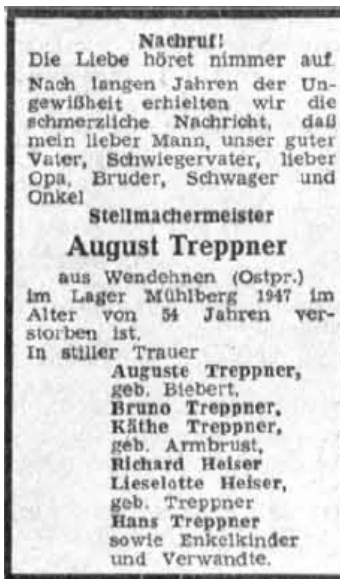 Nachruf!
Die Liebe höret nimmer auf.
Nach langen Jahren der Un-
gewißheit erhielten wir die
schmerzliche Nachricht, daß
mein lieber Mann, unser guter
Vater, Schwiegervater, lieber
Opa, Bruder, Schwager und
Onkel
Stellmachermeister
August Treppner
aus Wendehnen (Ostpr.)
im Lager Mühlberg 1947 im
Alter von 54 Jahren ver-
storben ist.
In stiller Trauer
Auguste Treppner,
geb. Biebert,
Bruno Treppner,
Käthe Treppner,
geb. Armbrust,
Richard Heiser
Lieselotte Heiser,
geb. Treppner
Hans Treppner
sowie Enkelkinder
und Verwandte.